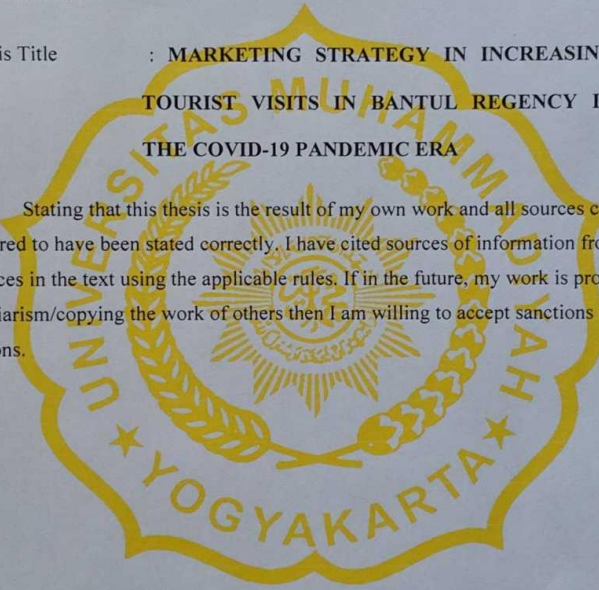 is Title : MARKETING STRATEGY IN INCREASIN
TOURIST VISITS IN BANTUL REGENCY I
THE COVID-19 PANDEMIC ERA
Stating that this thesis is the result of my own work and all sources c
red to have been stated correctly. I have cited sources of information fro
ces in the text using the applicable rules. If in the future, my work is pro
iarism/copying the work of others then I am willing to accept sanctions
ons.
UNIVERSITAS MUHAMMADIYAH
YOGYAKARTA